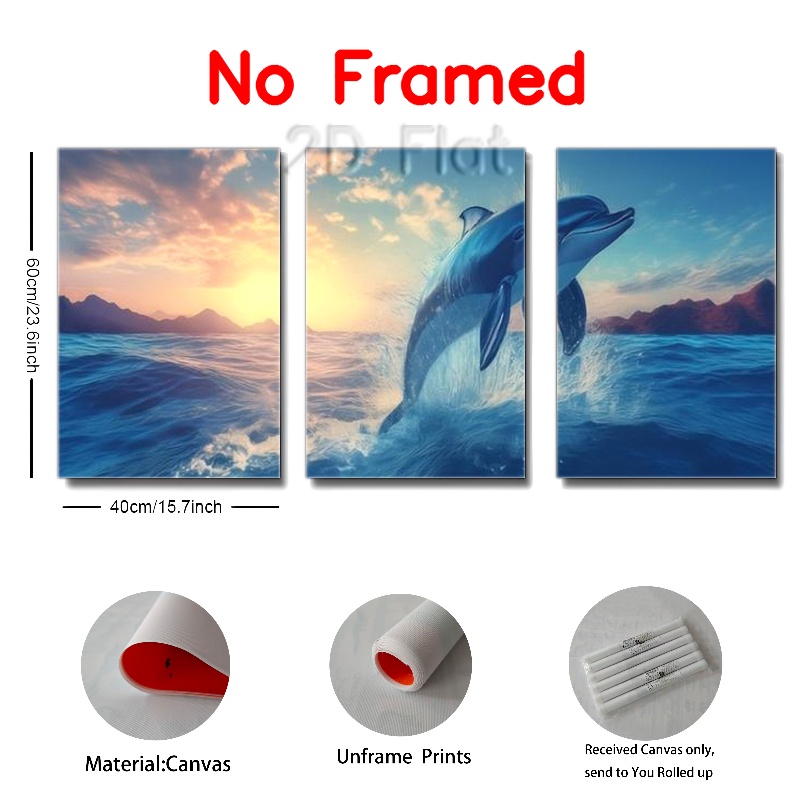 No Framed
2D Flat
60cm/23.6inch
40cm/15.7inch
Material:Canvas
Unframe Prints
Received Canvas only,
send to You Rolled up